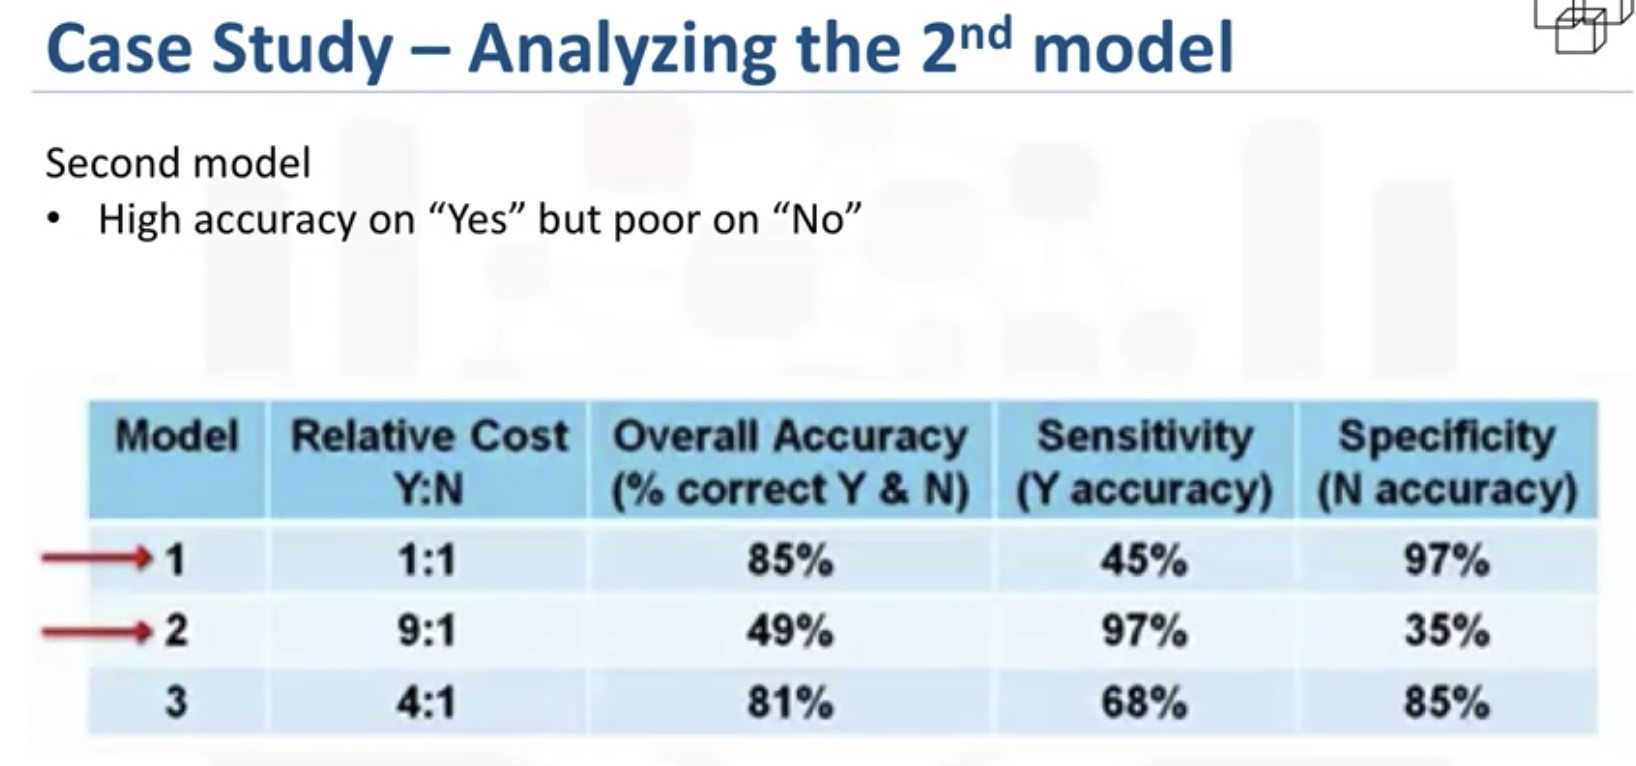 Case Study – Analyzing the 2nd model
Second model
• High accuracy on “Yes” but poor on “No”
Model Relative Cost Y:N Overall Accuracy (% correct Y & N) Sensitivity (Y accuracy) Specificity (N accuracy)
1 1:1 85% 45% 97%
2 9:1 49% 97% 35%
3 4:1 81% 68% 85%